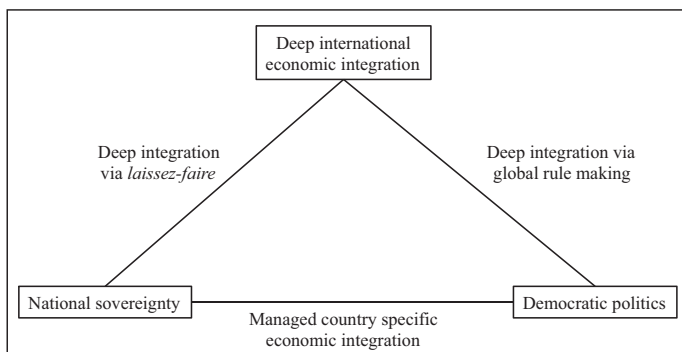 Deep international
economic integration
Deep integration
via laissez-faire
Deep integration via
global rule making
National sovereignty
Democratic politics
Managed country specific
economic integration